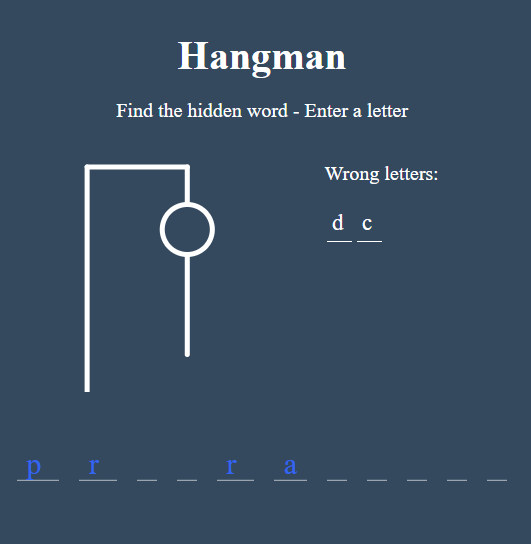 Hangman
Find the hidden word - Enter a letter
Wrong letters:
d c
p r _ _ r a _ _ _ _ _